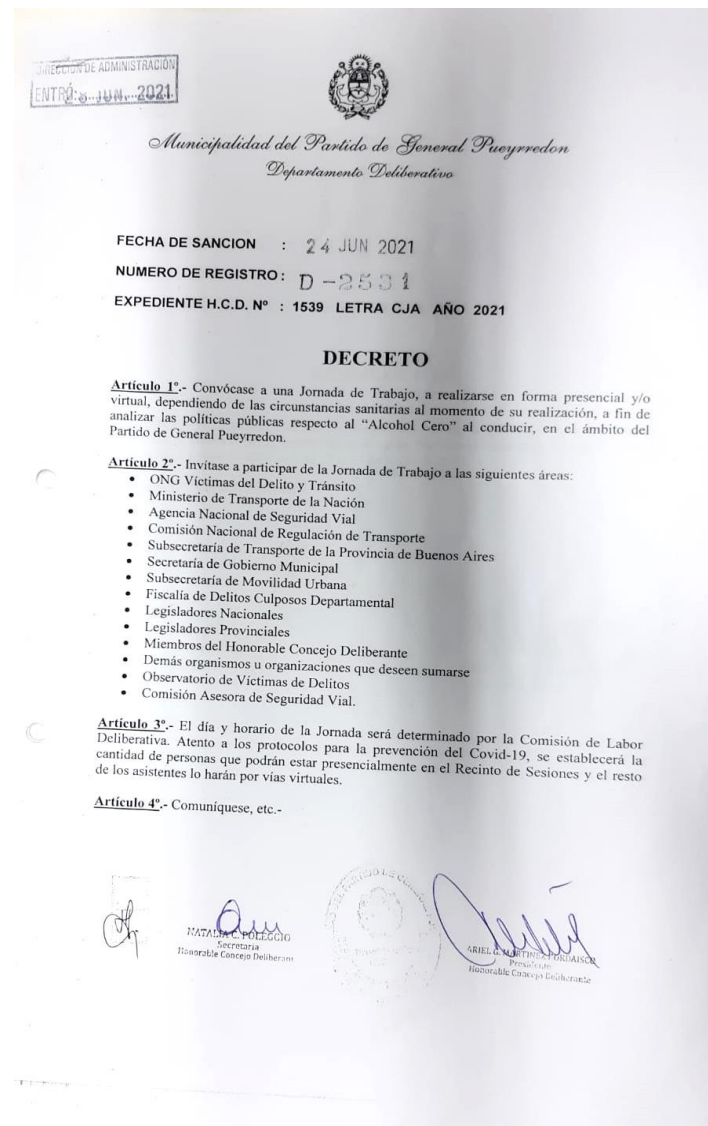 DIRECCIÓN DE ADMINISTRACIÓN
ENTRÓ: 8 JUN. 2021
Municipalidad del Partido de General Pueyrredon
Departamento Deliberativo
FECHA DE SANCION : 24 JUN 2021
NUMERO DE REGISTRO : D -2531
EXPEDIENTE H.C.D. Nº : 1539 LETRA CJA AÑO 2021
DECRETO
Artículo 1º.- Convócase a una Jornada de Trabajo, a realizarse en forma presencial y/o
virtual, dependiendo de las circunstancias sanitarias al momento de su realización, a fin de
analizar las políticas públicas respecto al “Alcohol Cero” al conducir, en el ámbito del
Partido de General Pueyrredon.
Artículo 2º.- Invítase a participar de la Jornada de Trabajo a las siguientes áreas:
• ONG Víctimas del Delito y Tránsito
• Ministerio de Transporte de la Nación
• Agencia Nacional de Seguridad Vial
• Comisión Nacional de Regulación de Transporte
• Subsecretaría de Transporte de la Provincia de Buenos Aires
• Secretaría de Gobierno Municipal
• Subsecretaría de Movilidad Urbana
• Fiscalía de Delitos Culposos Departamental
• Legisladores Nacionales
• Legisladores Provinciales
• Miembros del Honorable Concejo Deliberante
• Demás organismos u organizaciones que deseen sumarse
• Observatorio de Víctimas de Delitos
• Comisión Asesora de Seguridad Vial.
Artículo 3º.- El día y horario de la Jornada será determinado por la Comisión de Labor
Deliberativa. Atento a los protocolos para la prevención del Covid-19, se establecerá la
cantidad de personas que podrán estar presencialmente en el Recinto de Sesiones y el resto
de los asistentes lo harán por vías virtuales.
Artículo 4º.- Comuníquese, etc.-
NATALIA C. POLEGGIO
Secretaria
Honorable Concejo Deliberant
ARIEL G. MARTINEZ BORDAISCO
Presidente
Honorable Concejo Deliberante